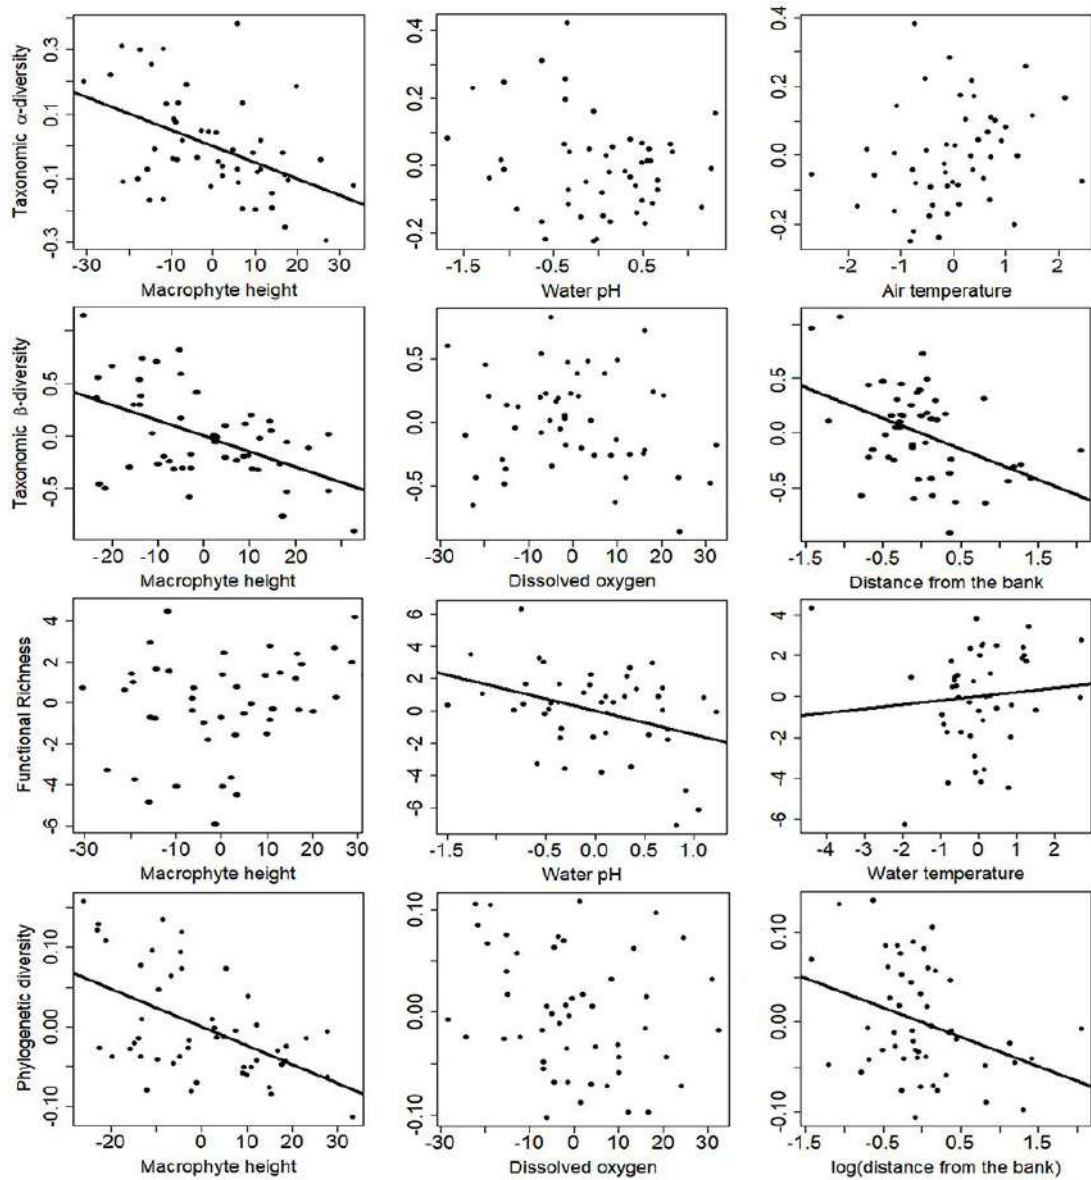 Taxonomic α-diversity
0.3
0.1
-0.1
-0.3
-30 -20 -10 0 10 20 30
Macrophyte height
0.4
0.2
0.0
-0.2
-1.5 -0.5 0.5
Water pH
0.4
0.2
0.0
-0.2
-2 -1 0 1 2
Air temperature
Taxonomic β-diversity
0.5
0.0
-0.5
-20 -10 0 10 20 30
Macrophyte height
0.5
0.0
-0.5
-30 -20 -10 0 10 20 30
Dissolved oxygen
1.0
0.5
0.0
-0.5
-1.5 -0.5 0.5 1.5
Distance from the bank
Functional Richness
4
2
0
-2
-4
-6
-30 -20 -10 0 10 20 30
Macrophyte height
6
4
2
0
-2
-4
-6
-1.5 -0.5 0.0 0.5 1.0
Water pH
4
2
0
-2
-4
-6
-4 -3 -2 -1 0 1 2
Water temperature
Phylogenetic diversity
0.10
0.00
-0.10
-20 -10 0 10 20 30
Macrophyte height
0.10
0.00
-0.10
-30 -20 -10 0 10 20 30
Dissolved oxygen
0.10
0.00
-0.10
-1.5 -0.5 0.5 1.5
log(distance from the bank)